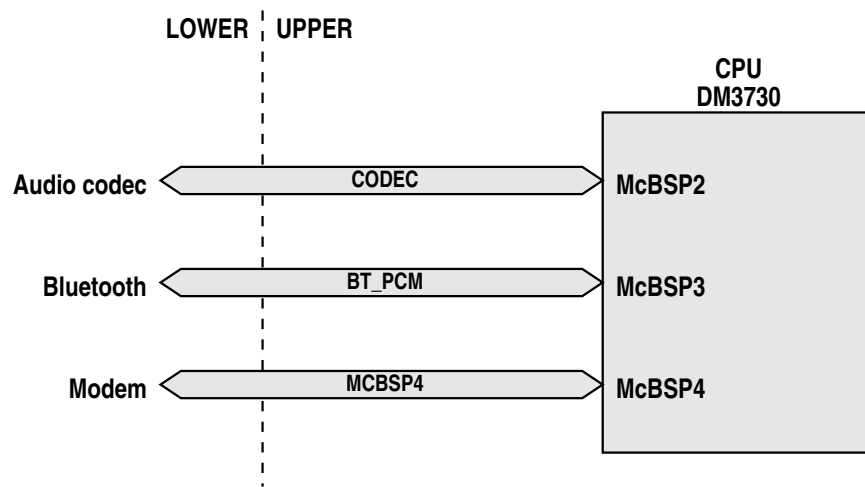 LOWER UPPER
CPU
DM3730
Audio codec CODEC McBSP2
Bluetooth BT_PCM McBSP3
Modem MCBSP4 McBSP4